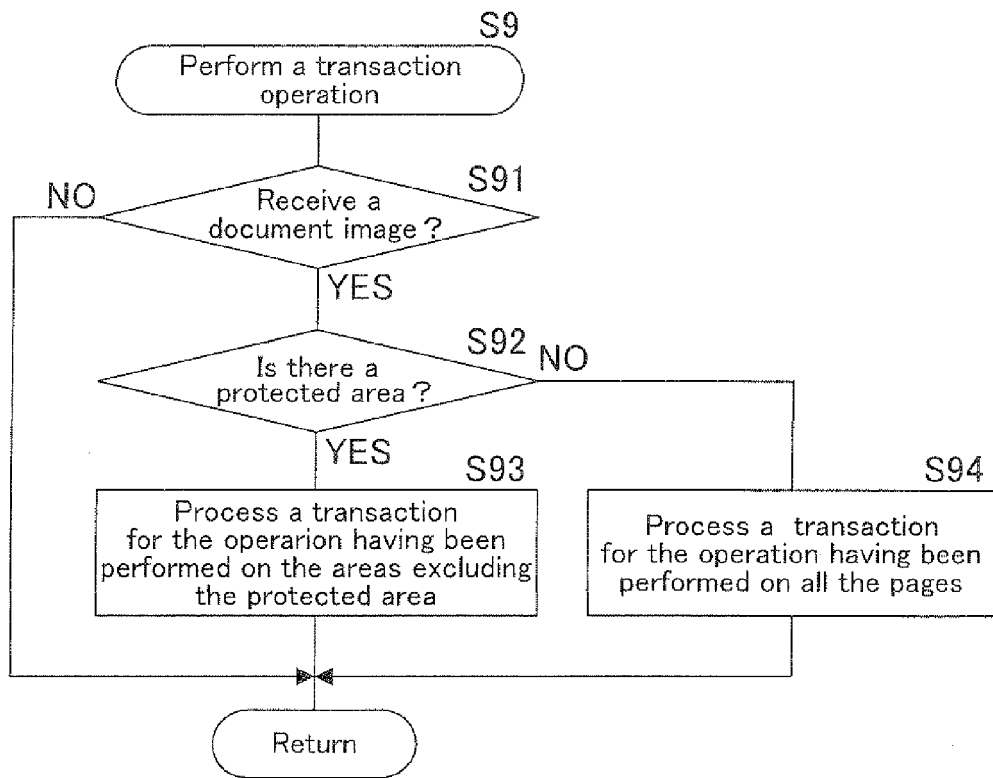 S9
Perform a transaction
operation
NO
S91
Receive a
document image?
YES
S92
NO
Is there a
protected area?
YES
S93
Process a transaction
for the operarion having been
performed on the areas excluding
the protected area
S94
Process a transaction
for the operation having been
performed on all the pages
Return